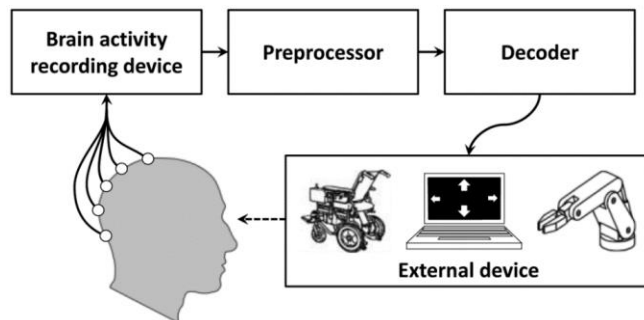 Brain activity
recording device
Preprocessor
Decoder
External device